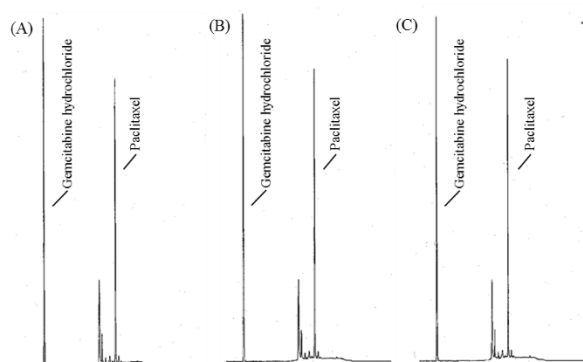 (A)
Gemcitabine hydrochloride
Paclitaxel
(B)
Gemcitabine hydrochloride
Paclitaxel
(C)
Gemcitabine hydrochloride
Paclitaxel